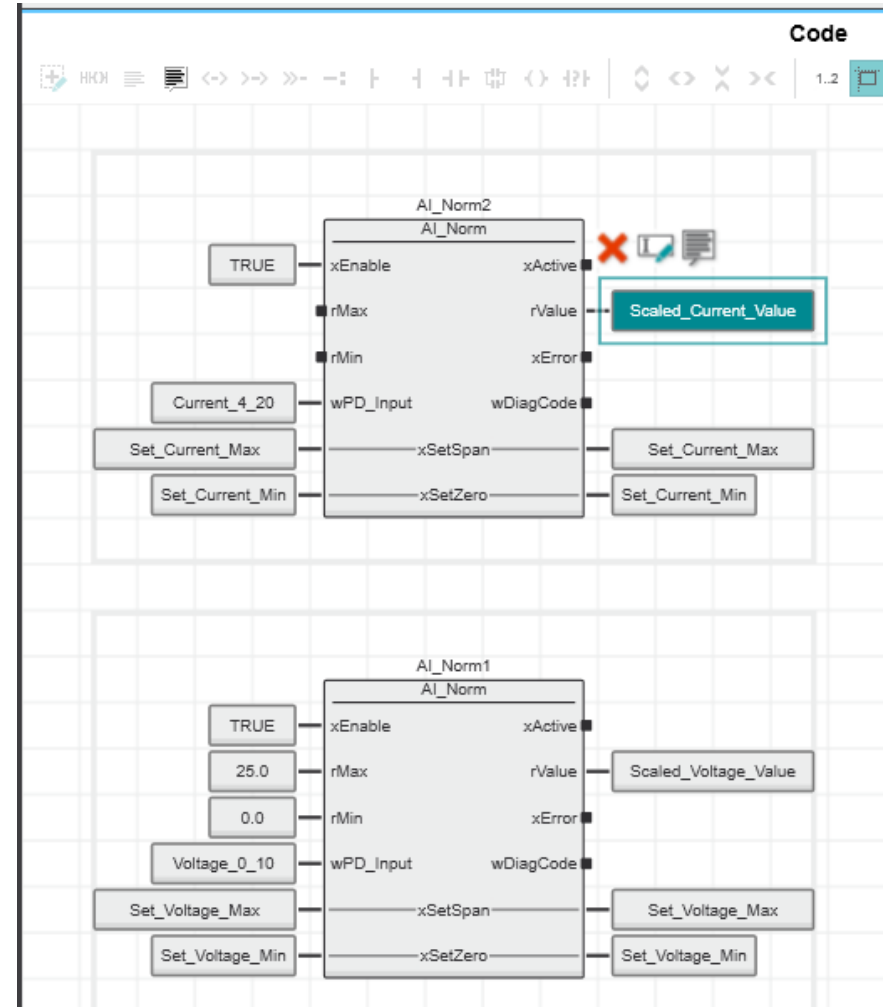 Code
1..2
AI_Norm2
AI_Norm
TRUE xEnable xActive
rMax rValue Scaled_Current_Value
rMin xError
Current_4_20 wPD_Input wDiagCode
Set_Current_Max xSetSpan Set_Current_Max
Set_Current_Min xSetZero Set_Current_Min
AI_Norm1
AI_Norm
TRUE xEnable xActive
25.0 rMax rValue Scaled_Voltage_Value
0.0 rMin xError
Voltage_0_10 wPD_Input wDiagCode
Set_Voltage_Max xSetSpan Set_Voltage_Max
Set_Voltage_Min xSetZero Set_Voltage_Min